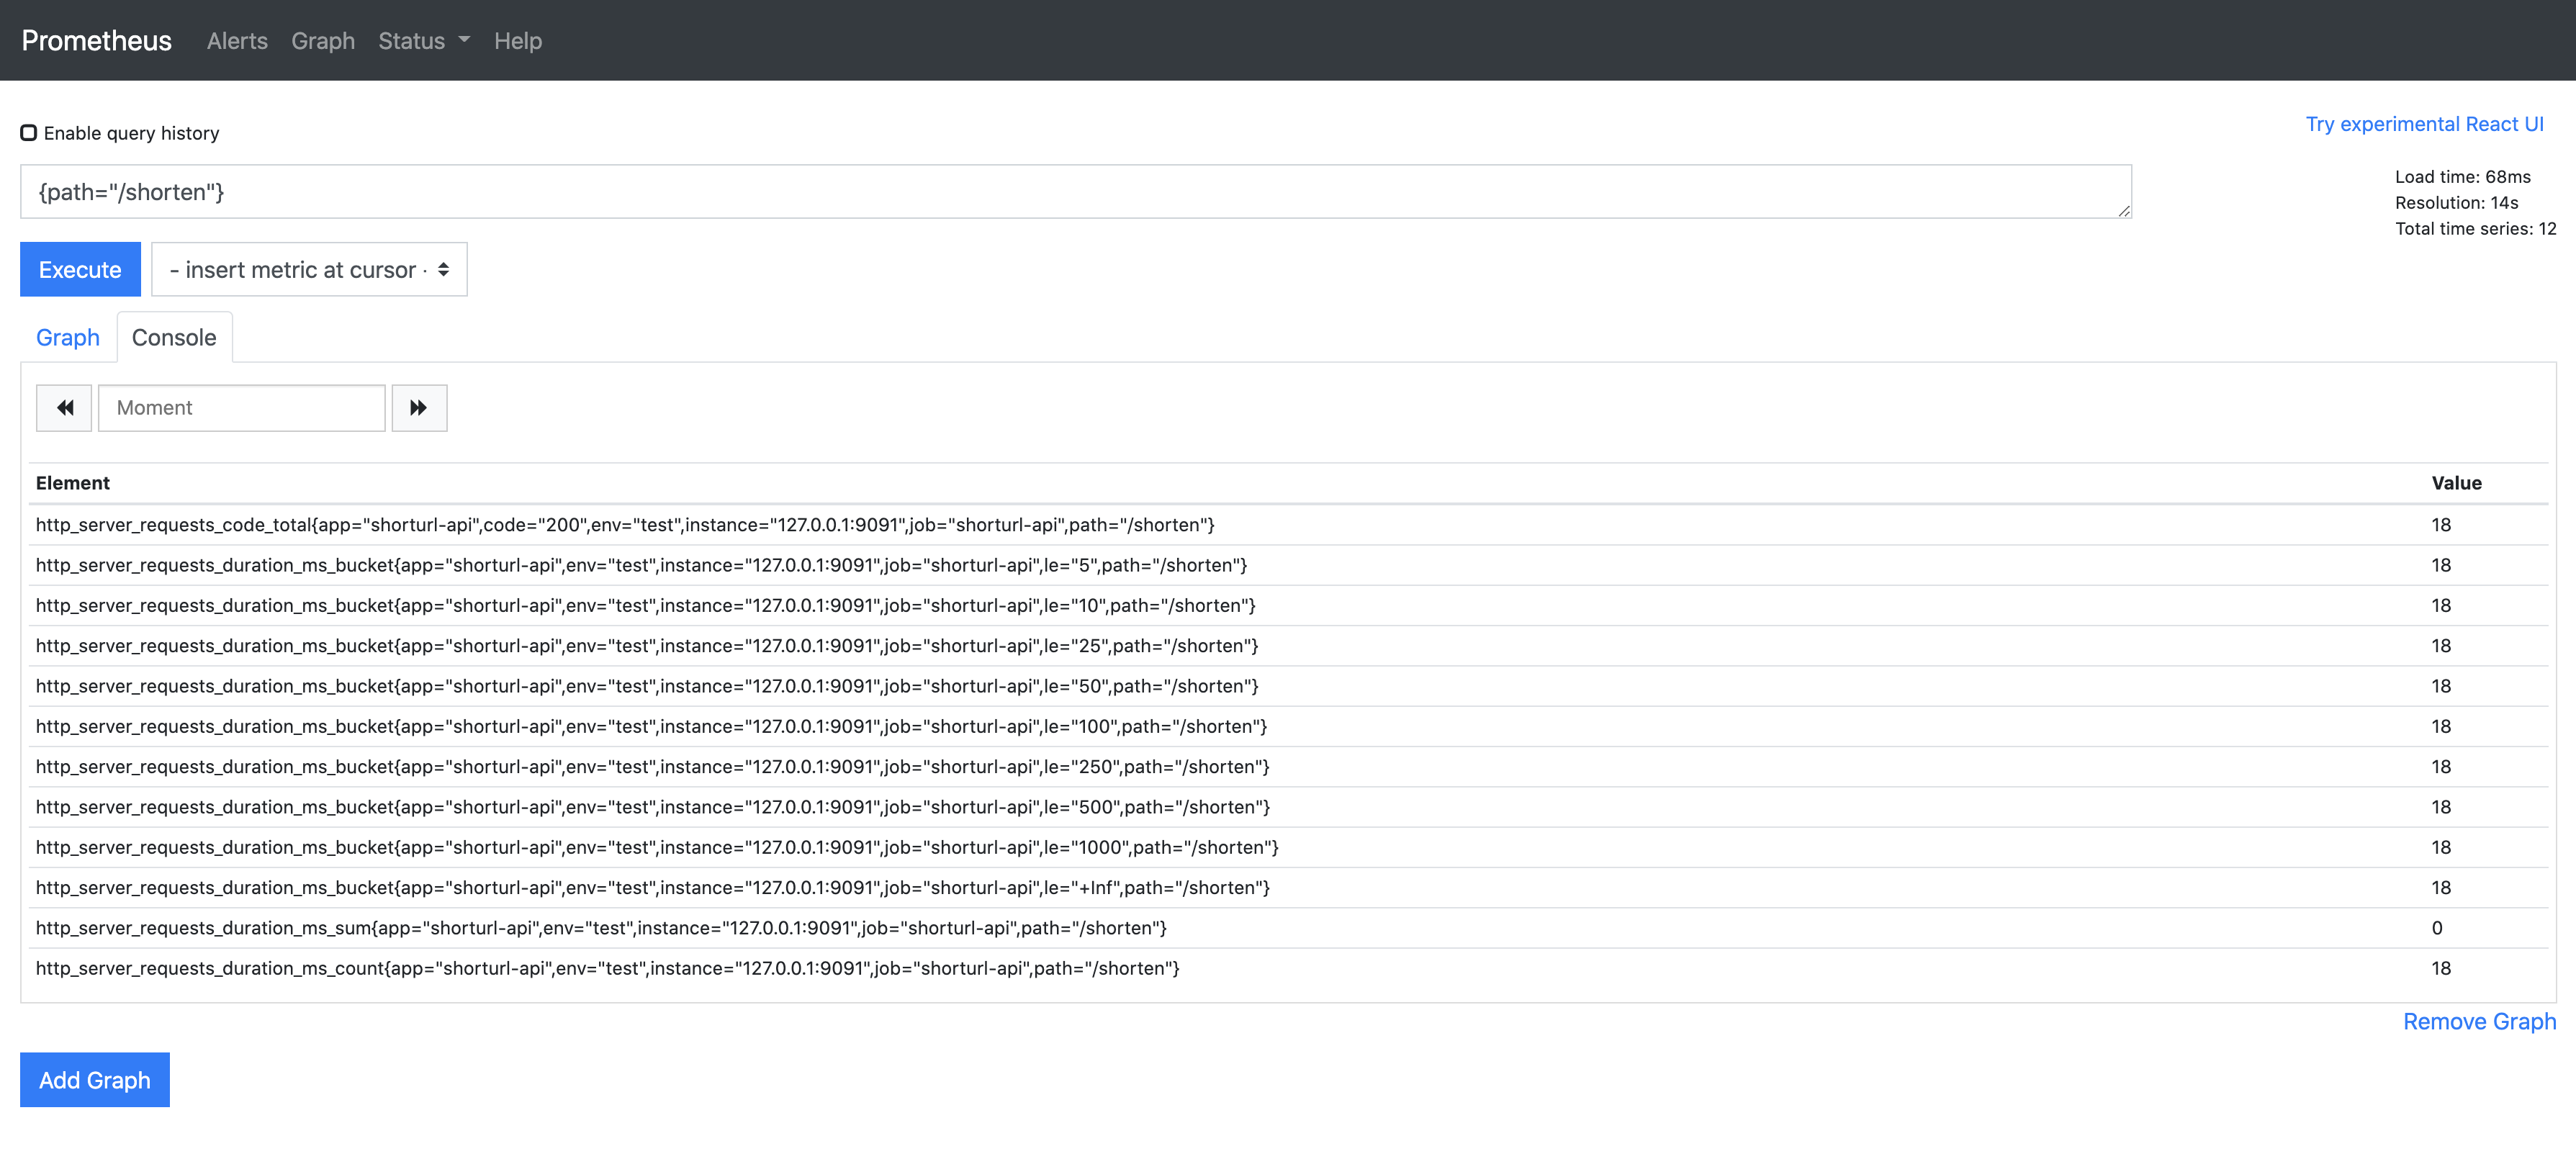 Prometheus Alerts Graph Status Help
Enable query history
Try experimental React UI
{path="/shorten"}
Load time: 68ms
Resolution: 14s
Total time series: 12
Execute
- insert metric at cursor -
Graph Console
Moment
Element Value
http_server_requests_code_total{app="shorturl-api",code="200",env="test",instance="127.0.0.1:9091",job="shorturl-api",path="/shorten"} 18
http_server_requests_duration_ms_bucket{app="shorturl-api",env="test",instance="127.0.0.1:9091",job="shorturl-api",le="5",path="/shorten"} 18
http_server_requests_duration_ms_bucket{app="shorturl-api",env="test",instance="127.0.0.1:9091",job="shorturl-api",le="10",path="/shorten"} 18
http_server_requests_duration_ms_bucket{app="shorturl-api",env="test",instance="127.0.0.1:9091",job="shorturl-api",le="25",path="/shorten"} 18
http_server_requests_duration_ms_bucket{app="shorturl-api",env="test",instance="127.0.0.1:9091",job="shorturl-api",le="50",path="/shorten"} 18
http_server_requests_duration_ms_bucket{app="shorturl-api",env="test",instance="127.0.0.1:9091",job="shorturl-api",le="100",path="/shorten"} 18
http_server_requests_duration_ms_bucket{app="shorturl-api",env="test",instance="127.0.0.1:9091",job="shorturl-api",le="250",path="/shorten"} 18
http_server_requests_duration_ms_bucket{app="shorturl-api",env="test",instance="127.0.0.1:9091",job="shorturl-api",le="500",path="/shorten"} 18
http_server_requests_duration_ms_bucket{app="shorturl-api",env="test",instance="127.0.0.1:9091",job="shorturl-api",le="1000",path="/shorten"} 18
http_server_requests_duration_ms_bucket{app="shorturl-api",env="test",instance="127.0.0.1:9091",job="shorturl-api",le="+Inf",path="/shorten"} 18
http_server_requests_duration_ms_sum{app="shorturl-api",env="test",instance="127.0.0.1:9091",job="shorturl-api",path="/shorten"} 0
http_server_requests_duration_ms_count{app="shorturl-api",env="test",instance="127.0.0.1:9091",job="shorturl-api",path="/shorten"} 18
Remove Graph
Add Graph